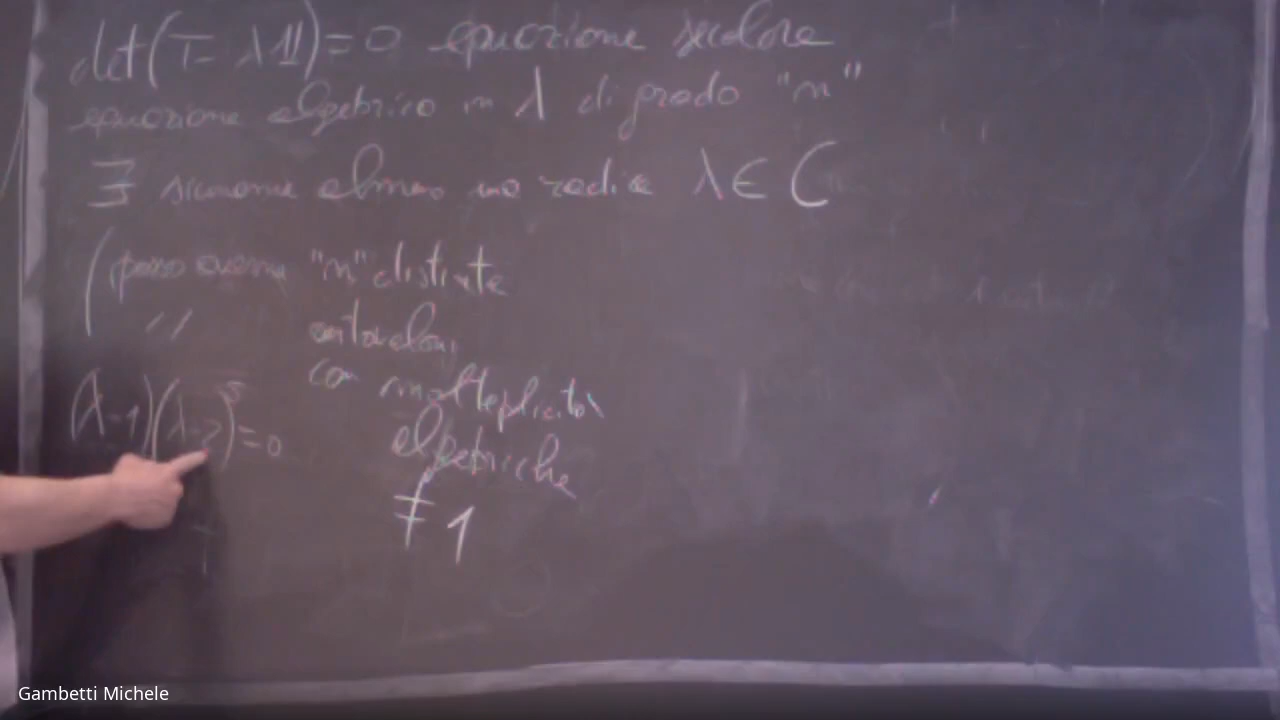 det(T - λ1) = 0 equazione secolare
equazione algebrica in λ di grado "n"
∃ sicuramente almeno una radice λ ∈ C
( posso avere "n" distinte
// autovalori
con molteplicità
algebriche
≠ 1
(λ-1)(λ-2)⁵ = 0
Gambetti Michele